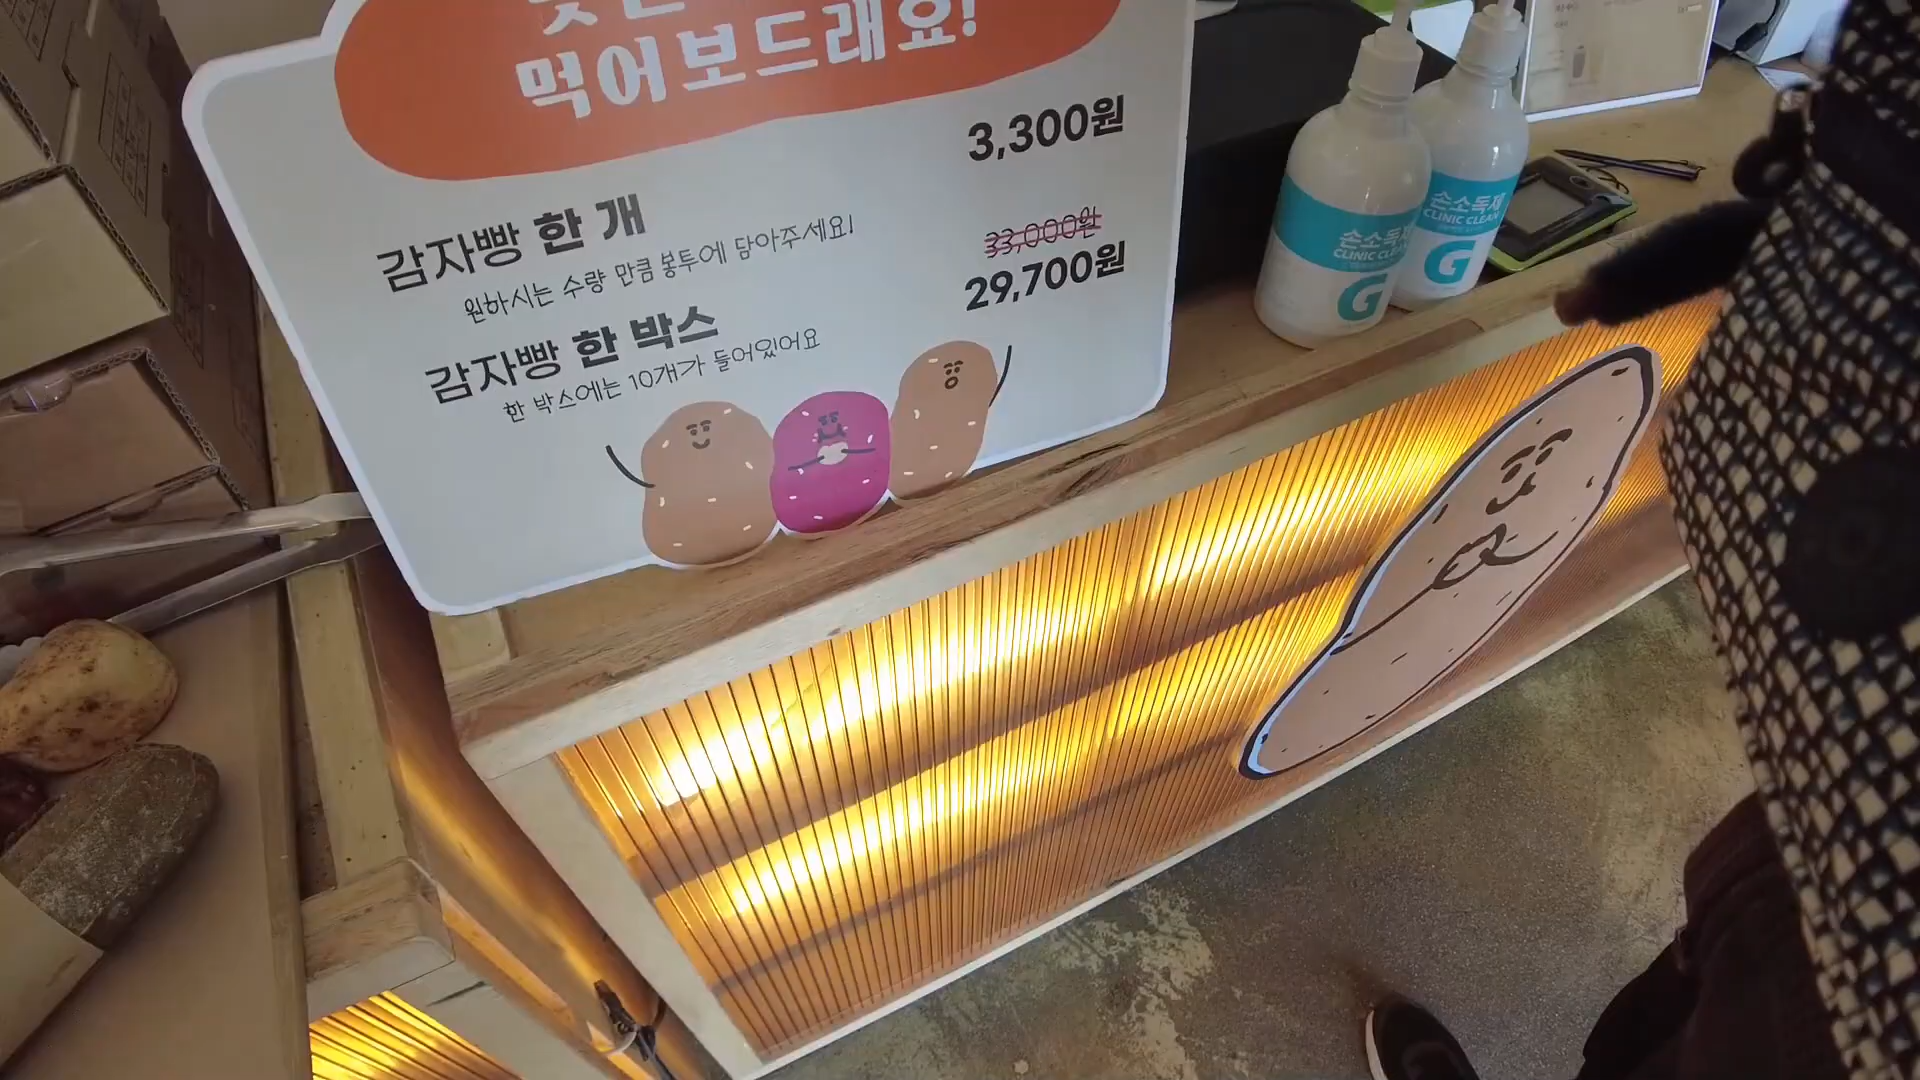 먹어보드래요!
3,300원
감자빵 한 개
원하시는 수량 만큼 봉투에 담아주세요!
33,000원
29,700원
감자빵 한 박스
한 박스에는 10개가 들어있어요
손소독제
CLINIC CLEAN
G
손소독제
CLINIC CLEAN
G